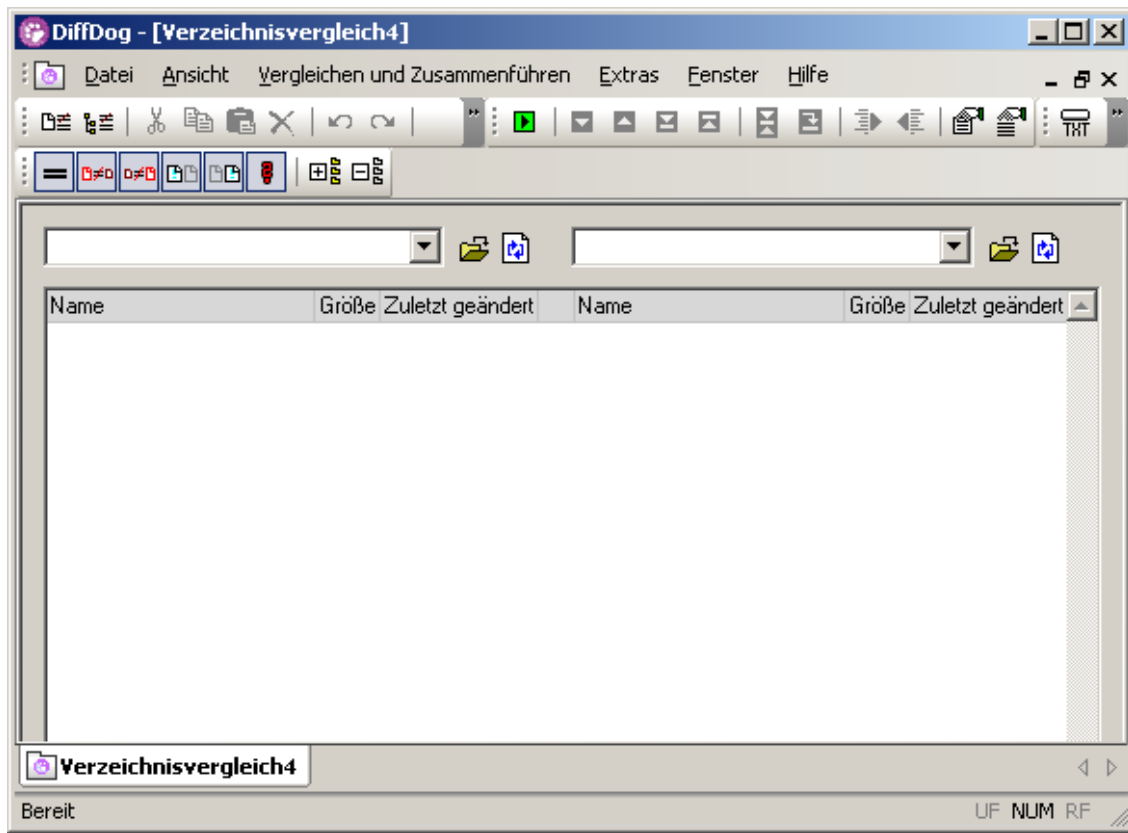 DiffDog - [Verzeichnisvergleich4]
Datei Ansicht Vergleichen und Zusammenführen Extras Fenster Hilfe
TXT
Name Größe Zuletzt geändert Name Größe Zuletzt geändert
Verzeichnisvergleich4
Bereit UF NUM RF